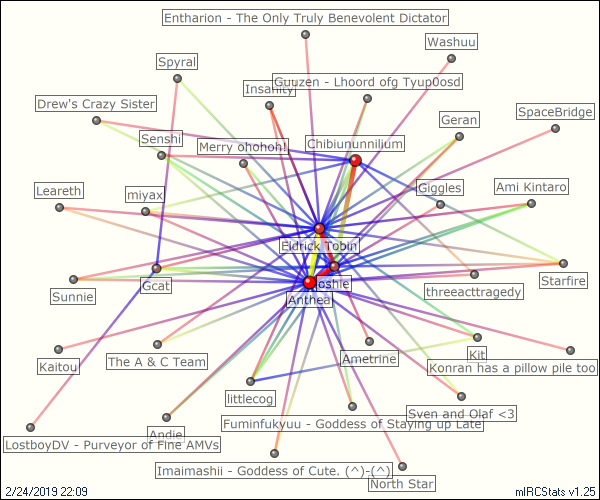 Entharion - The Only Truly Benevolent Dictator
Washuu
Spyral
Guuzen - Lhoord ofg Tyup0osd
Insanity
Drew's Crazy Sister
SpaceBridge
Geran
Senshi
Chibiununnilium
Merry ohohoh!
Learath
miyax
Giggles
Ami Kintaro
Eldrick Tobin
Starfire
Gcat
oshie
threeacttragedy
Sunnie
Anthea
Kaitou
The A & C Team
Ametrine
Kit
Konran has a pillow pile too
littlecog
Sven and Olaf <3
Fuminfukyuu - Goddess of Staying up Late
Andie
LostboyDV - Purveyor of Fine AMVs
Imaimashii - Goddess of Cute. (^)-(^)
North Star
2/24/2019 22:09
mIRCStats v1.25